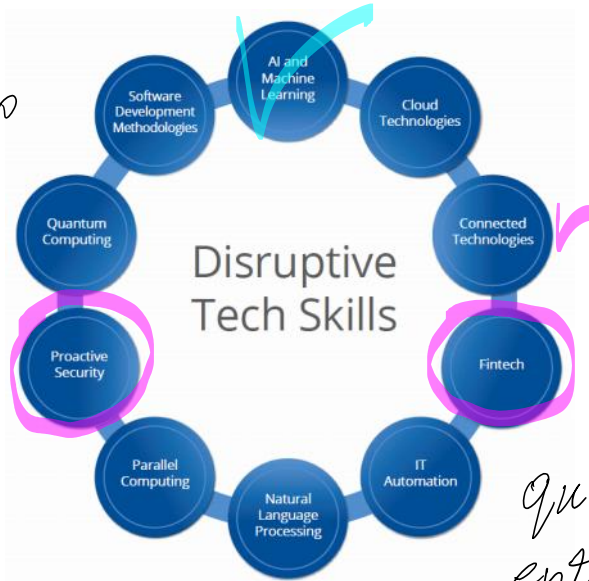 AI and
Machine
Learning
Cloud
Technologies
Connected
Technologies
Fintech
IT
Automation
Natural
Language
Processing
Parallel
Computing
Proactive
Security
Quantum
Computing
Software
Development
Methodologies
Disruptive
Tech Skills